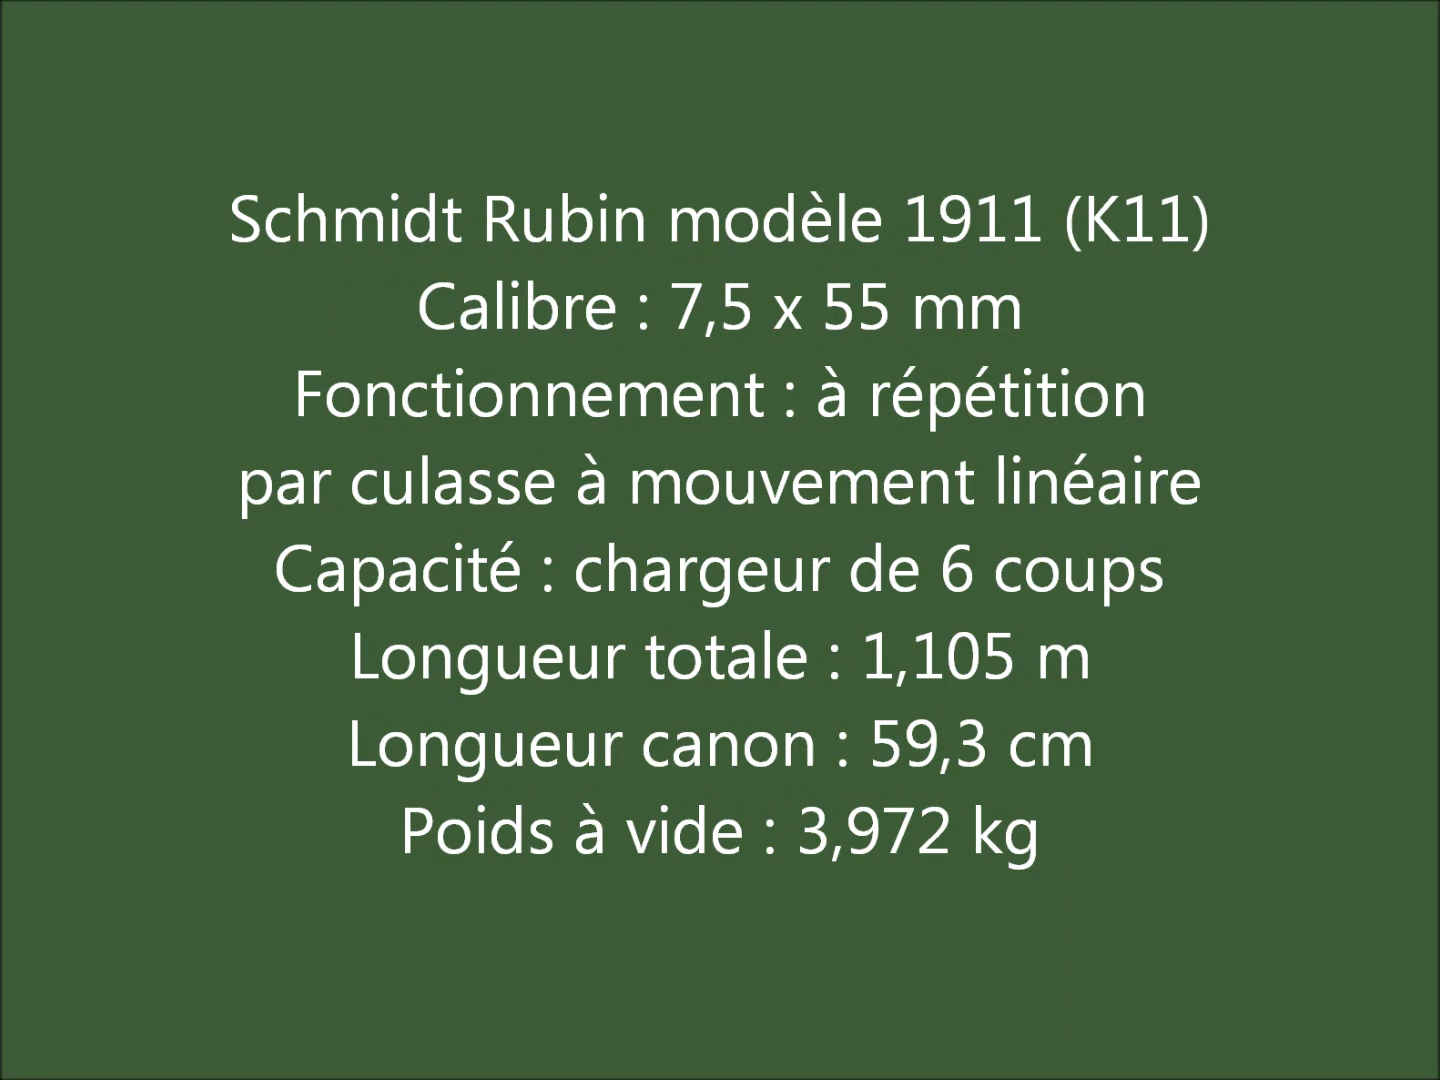 Schmidt Rubin modèle 1911 (K11)
Calibre : 7,5 x 55 mm
Fonctionnement : à répétition
par culasse à mouvement linéaire
Capacité : chargeur de 6 coups
Longueur totale : 1,105 m
Longueur canon : 59,3 cm
Poids à vide : 3,972 kg